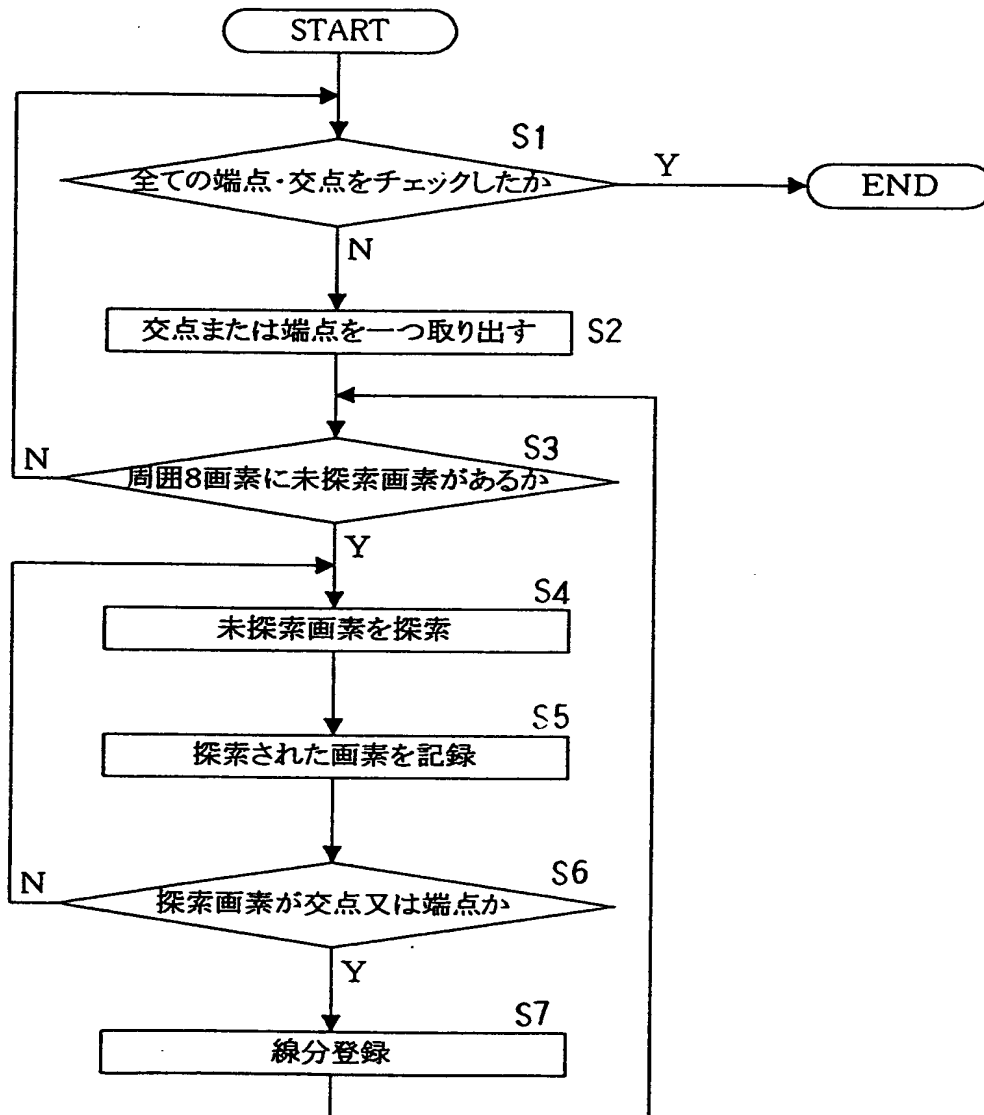 START
S1
全ての端点・交点をチェックしたか
Y
END
N
交点または端点を一つ取り出す
S2
S3
N
周囲8画素に未探索画素があるか
Y
S4
未探索画素を探索
S5
探索された画素を記録
S6
N
探索画素が交点又は端点か
Y
S7
線分登録